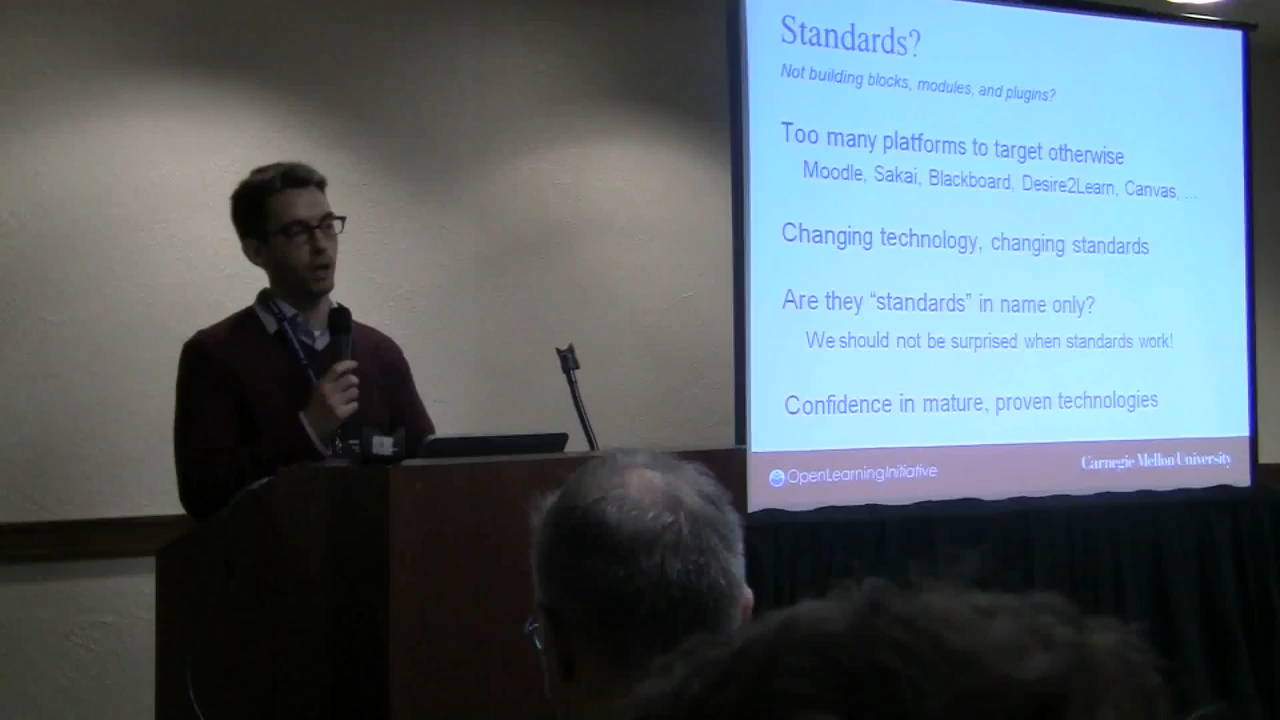 Standards?
Not building blocks, modules, and plugins?
Too many platforms to target otherwise
Moodle, Sakai, Blackboard, Desire2Learn, Canvas, ...
Changing technology, changing standards
Are they “standards” in name only?
We should not be surprised when standards work!
Confidence in mature, proven technologies
OpenLearningInitiative
Carnegie Mellon University